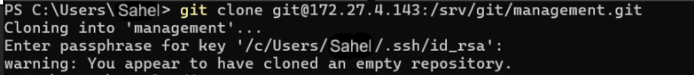 PS C:\Users\Sahel> git clone git@172.27.4.143:/srv/git/management.git
Cloning into 'management'...
Enter passphrase for key '/c/Users/Sahel/.ssh/id_rsa':
warning: You appear to have cloned an empty repository.